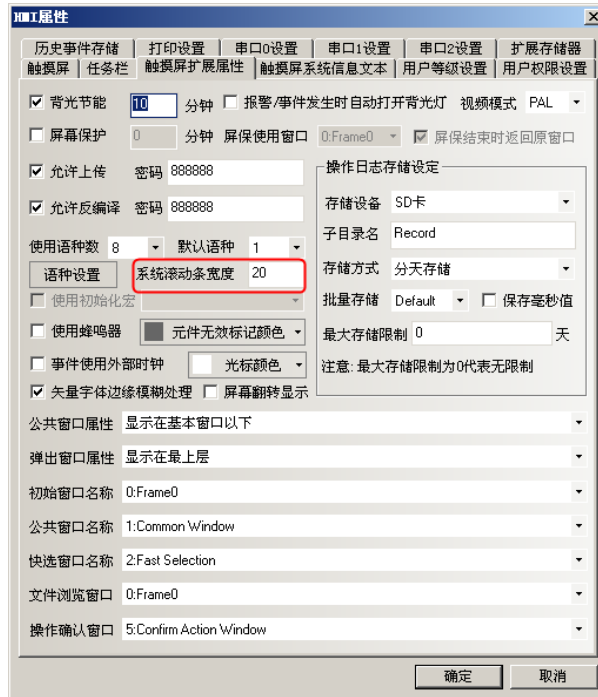 HMI属性
历史事件存储 打印设置 串口0设置 串口1设置 串口2设置 扩展存储器
触摸屏 任务栏 触摸屏扩展属性 触摸屏系统信息文本 用户等级设置 用户权限设置
背光节能 10 分钟 报警/事件发生时自动打开背光灯 视频模式 PAL
屏幕保护 0 分钟 屏保使用窗口 0:Frame0 屏保结束时返回原窗口
允许上传 密码 888888
允许反编译 密码 888888
使用语种数 8 默认语种 1
语种设置 系统滚动条宽度 20
使用初始化宏
使用蜂鸣器 元件无效标记颜色
事件使用外部时钟 光标颜色
矢量字体边缘模糊处理 屏幕翻转显示
操作日志存储设定
存储设备 SD卡
子目录名 Record
存储方式 分天存储
批量存储 Default 保存毫秒值
最大存储限制 0 天
注意:最大存储限制为0代表无限制
公共窗口属性 显示在基本窗口以下
弹出窗口属性 显示在最上层
初始窗口名称 0:Frame0
公共窗口名称 1:Common Window
快选窗口名称 2:Fast Selection
文件浏览窗口 0:Frame0
操作确认窗口 5:Confirm Action Window
确定 取消